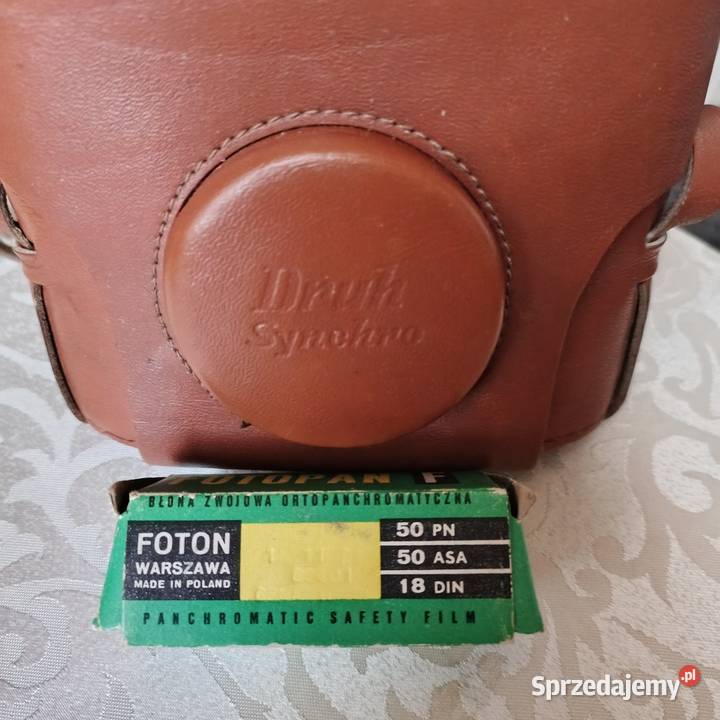 Druh
Synchro
FOTOPAN F
BŁONA ZWOJOWA ORTOPANCHROMATYCZNA
FOTON
WARSZAWA
MADE IN POLAND
50 PN
50 ASA
18 DIN
PANCHROMATIC SAFETY FILM
Sprzedajemy.pl